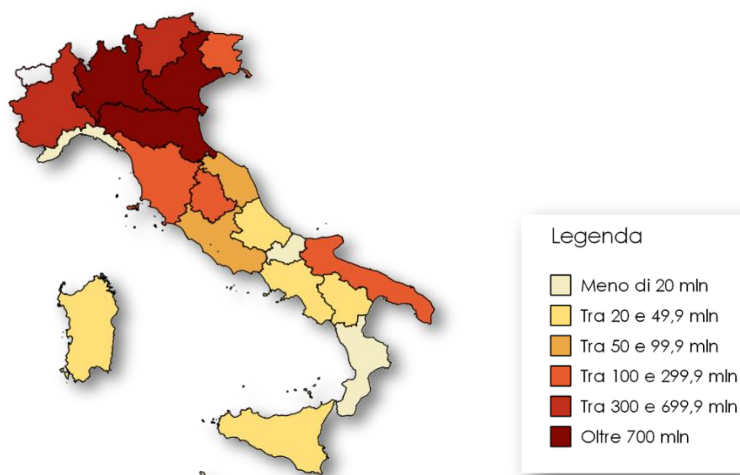 Legenda
Meno di 20 mln
Tra 20 e 49,9 mln
Tra 50 e 99,9 mln
Tra 100 e 299,9 mln
Tra 300 e 699,9 mln
Oltre 700 mln